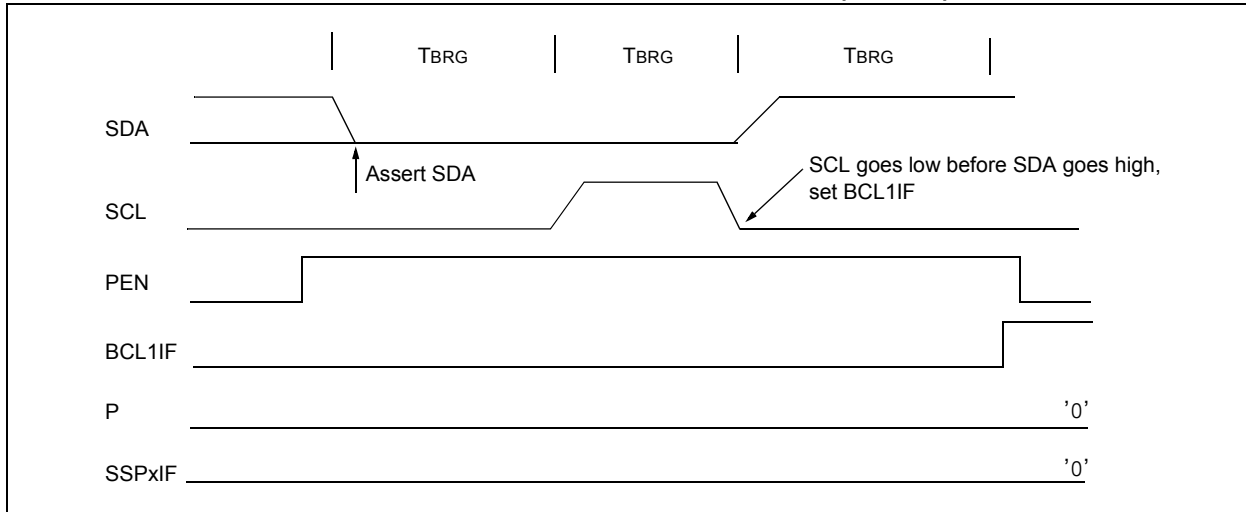 TBRG TBRG TBRG
SDA
Assert SDA
SCL goes low before SDA goes high,
set BCL1IF
SCL
PEN
BCL1IF
P
'0'
SSPxIF
'0'